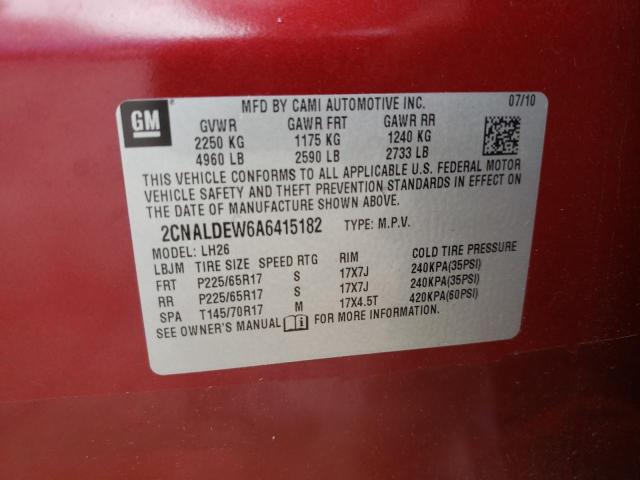 GM
MFD BY CAMI AUTOMOTIVE INC. 07/10
GVWR GAWR FRT GAWR RR
2250 KG 1175 KG 1240 KG
4960 LB 2590 LB 2733 LB
THIS VEHICLE CONFORMS TO ALL APPLICABLE U.S. FEDERAL MOTOR
VEHICLE SAFETY AND THEFT PREVENTION STANDARDS IN EFFECT ON
THE DATE OF MANUFACTURE SHOWN ABOVE.
2CNALDEW6A6415182 TYPE: M.P.V.
MODEL: LH26
LBJM TIRE SIZE SPEED RTG RIM COLD TIRE PRESSURE
FRT P225/65R17 S 17X7J 240KPA(35PSI)
RR P225/65R17 S 17X7J 240KPA(35PSI)
SPA T145/70R17 M 17X4.5T 420KPA(60PSI)
SEE OWNER'S MANUAL FOR MORE INFORMATION.